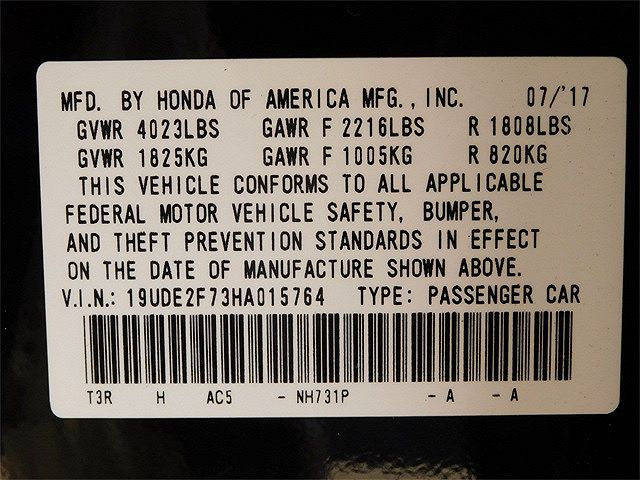 MFD. BY HONDA OF AMERICA MFG., INC. 07/'17
GVWR 4023LBS GAWR F 2216LBS R 1808LBS
GVWR 1825KG GAWR F 1005KG R 820KG
THIS VEHICLE CONFORMS TO ALL APPLICABLE
FEDERAL MOTOR VEHICLE SAFETY, BUMPER,
AND THEFT PREVENTION STANDARDS IN EFFECT
ON THE DATE OF MANUFACTURE SHOWN ABOVE.
V.I.N.: 19UDE2F73HA015764 TYPE: PASSENGER CAR
T3R H AC5 - NH731P - A - A